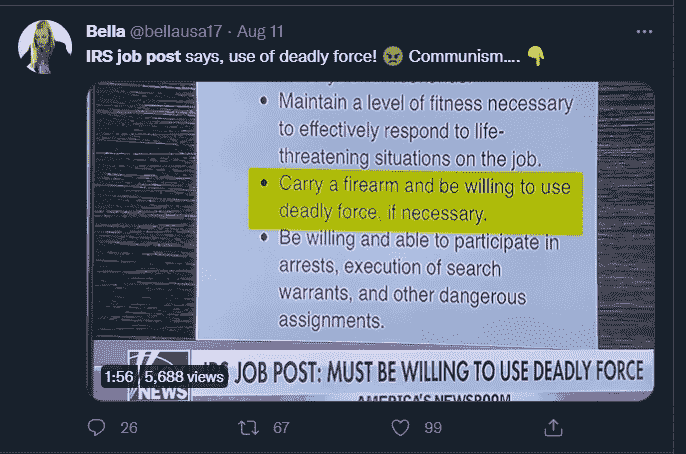 Bella @bellausa17 · Aug 11
IRS job post says, use of deadly force! 😡 Communism.... 👇
• Maintain a level of fitness necessary
to effectively respond to life-
threatening situations on the job.
• Carry a firearm and be willing to use
deadly force, if necessary.
• Be willing and able to participate in
arrests, execution of search
warrants, and other dangerous
assignments.
JOB POST: MUST BE WILLING TO USE DEADLY FORCE
1:56 5,688 views
NEWS
AMERICA'S NEWSROOM
26 67 99